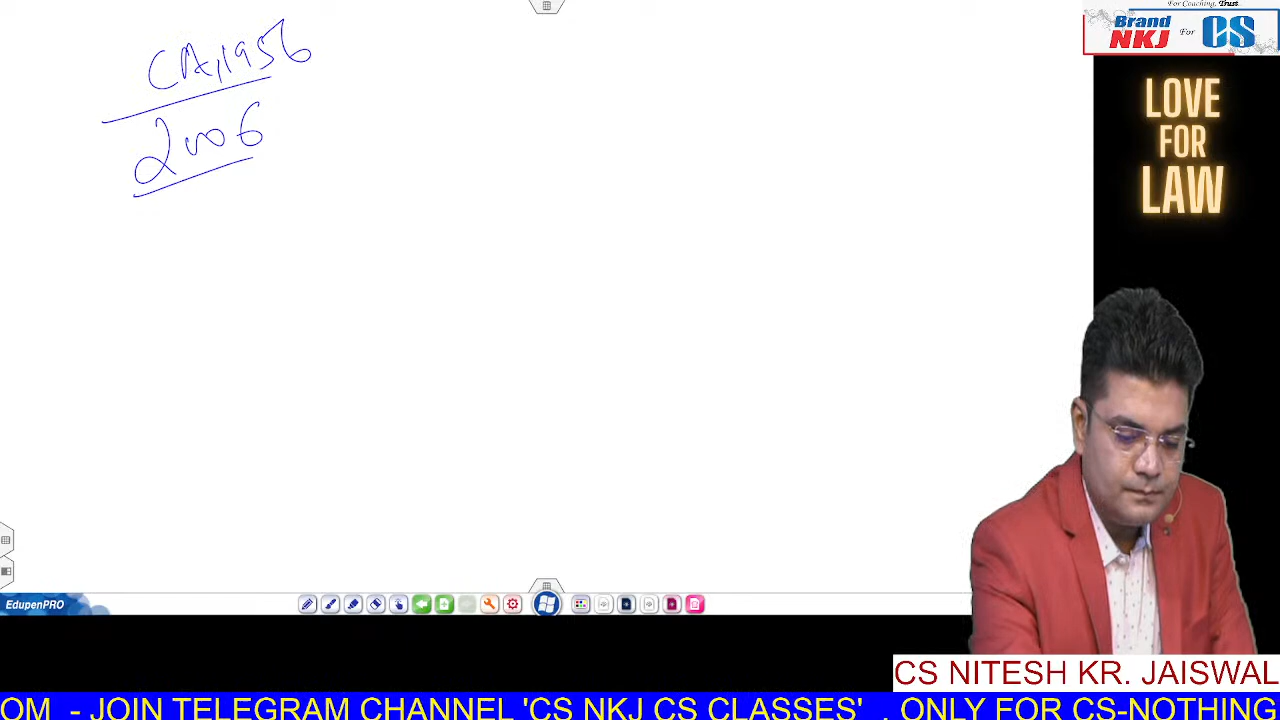 CA, 1956
2006
For Coaching, Trust
Brand
NKJ
For
CS
LOVE
FOR
LAW
EdupenPRO
CS NITESH KR. JAISWAL
OM - JOIN TELEGRAM CHANNEL 'CS NKJ CS CLASSES' , ONLY FOR CS-NOTHING